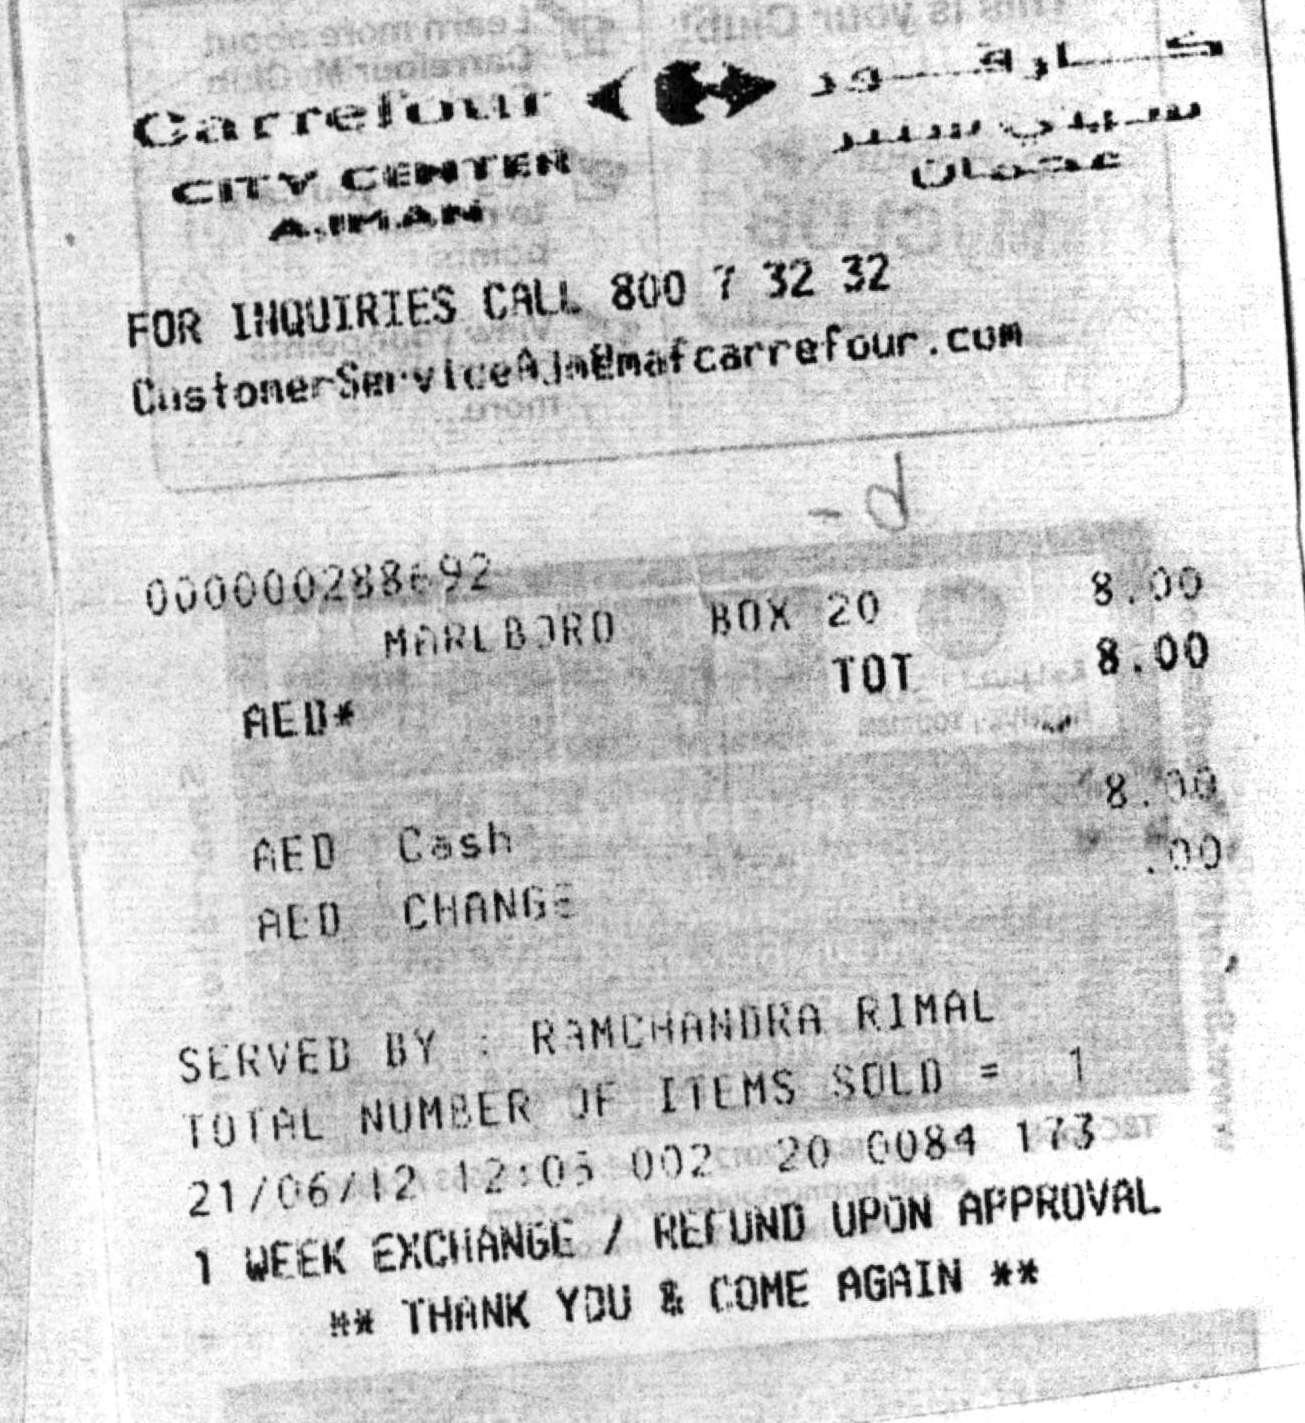 Carrefour كارفور
CITY CENTER سيتي سنتر
AJMAN عجمان
FOR INQUIRIES CALL 800 7 32 32
CustomerServiceAjm@mafcarrefour.com
000000288692
MARLBORO BOX 20 8.00
AED* TOT 8.00
AED Cash 8.00
AED CHANGE .00
SERVED BY : RAMCHANDRA RIMAL
TOTAL NUMBER OF ITEMS SOLD = 1
21/06/12 12:05 002 20 0084 173
1 WEEK EXCHANGE / REFUND UPON APPROVAL
** THANK YOU & COME AGAIN **